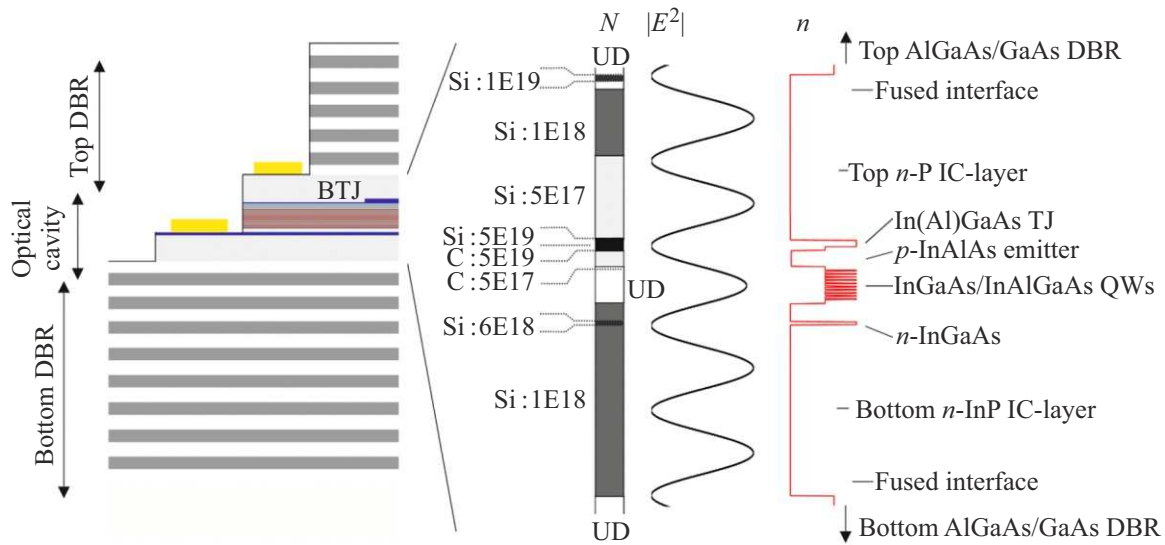 Top DBR
Optical
cavity
Bottom DBR
BTJ
N
UD
Si:1E19
Si:1E18
Si:5E17
Si:5E19
C:5E19
C:5E17
UD
Si:6E18
Si:1E18
UD
|E²|
n
Top AlGaAs/GaAs DBR
Fused interface
Top n-P IC-layer
In(Al)GaAs TJ
p-InAlAs emitter
InGaAs/InAlGaAs QWs
n-InGaAs
Bottom n-InP IC-layer
Fused interface
Bottom AlGaAs/GaAs DBR